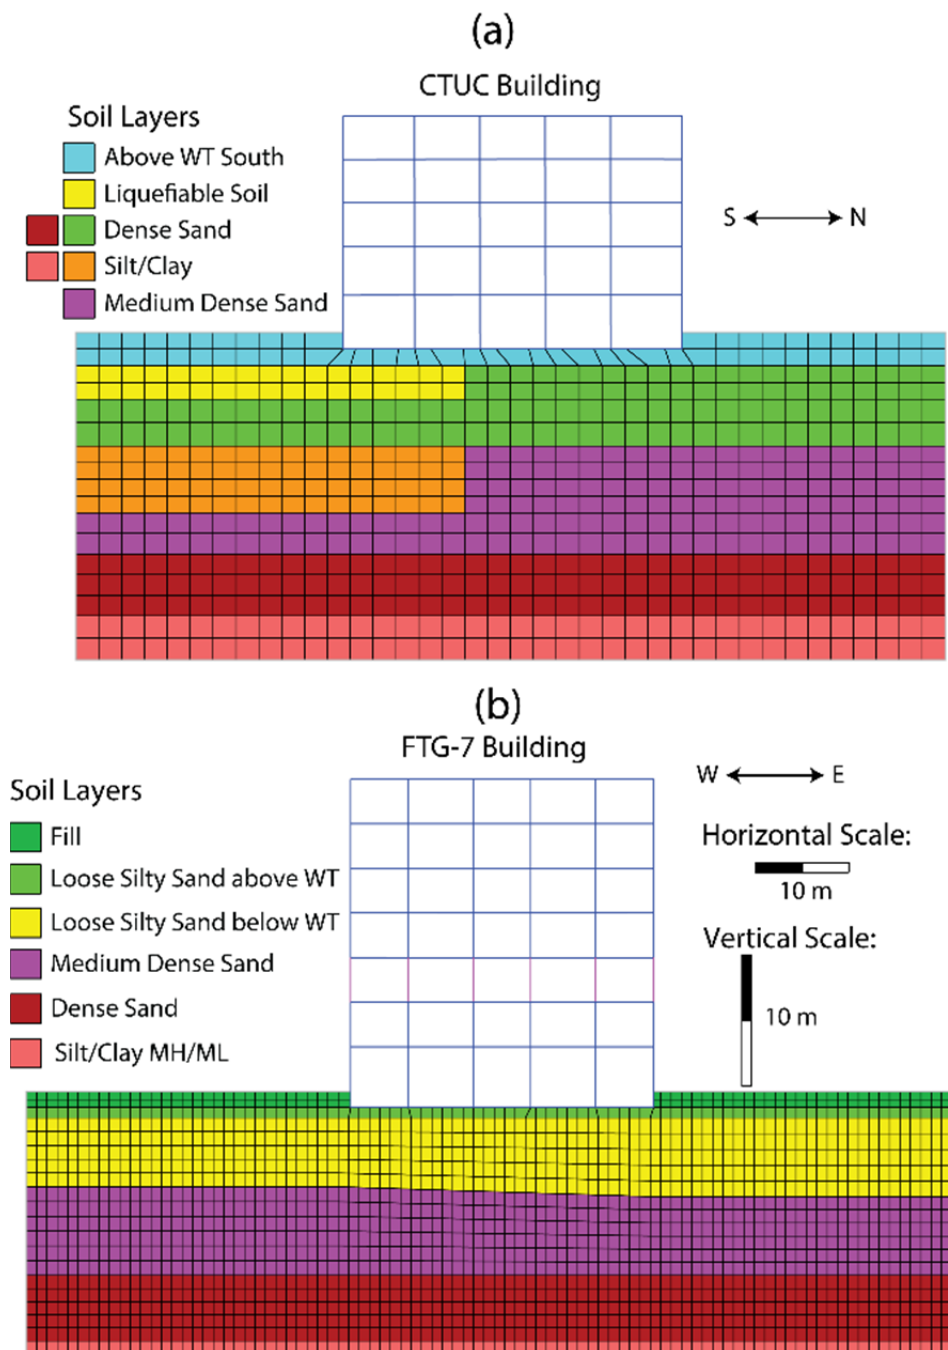 (a)
CTUC Building
Soil Layers
Above WT South
Liquefiable Soil
Dense Sand
Silt/Clay
Medium Dense Sand
S N
(b)
FTG-7 Building
W E
Soil Layers
Fill
Loose Silty Sand above WT
Loose Silty Sand below WT
Medium Dense Sand
Dense Sand
Silt/Clay MH/ML
Horizontal Scale:
10 m
Vertical Scale:
10 m